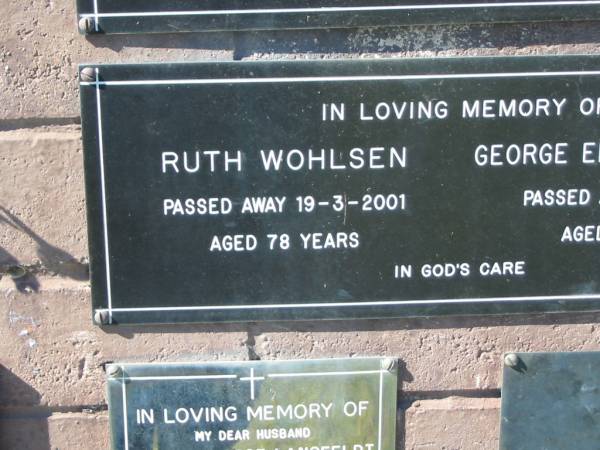 IN LOVING MEMORY
RUTH WOHLSEN GEORGE
PASSED AWAY 19-3-2001 PASSED
AGED 78 YEARS
IN GOD'S CARE
IN LOVING MEMORY OF
MY DEAR HUSBAND